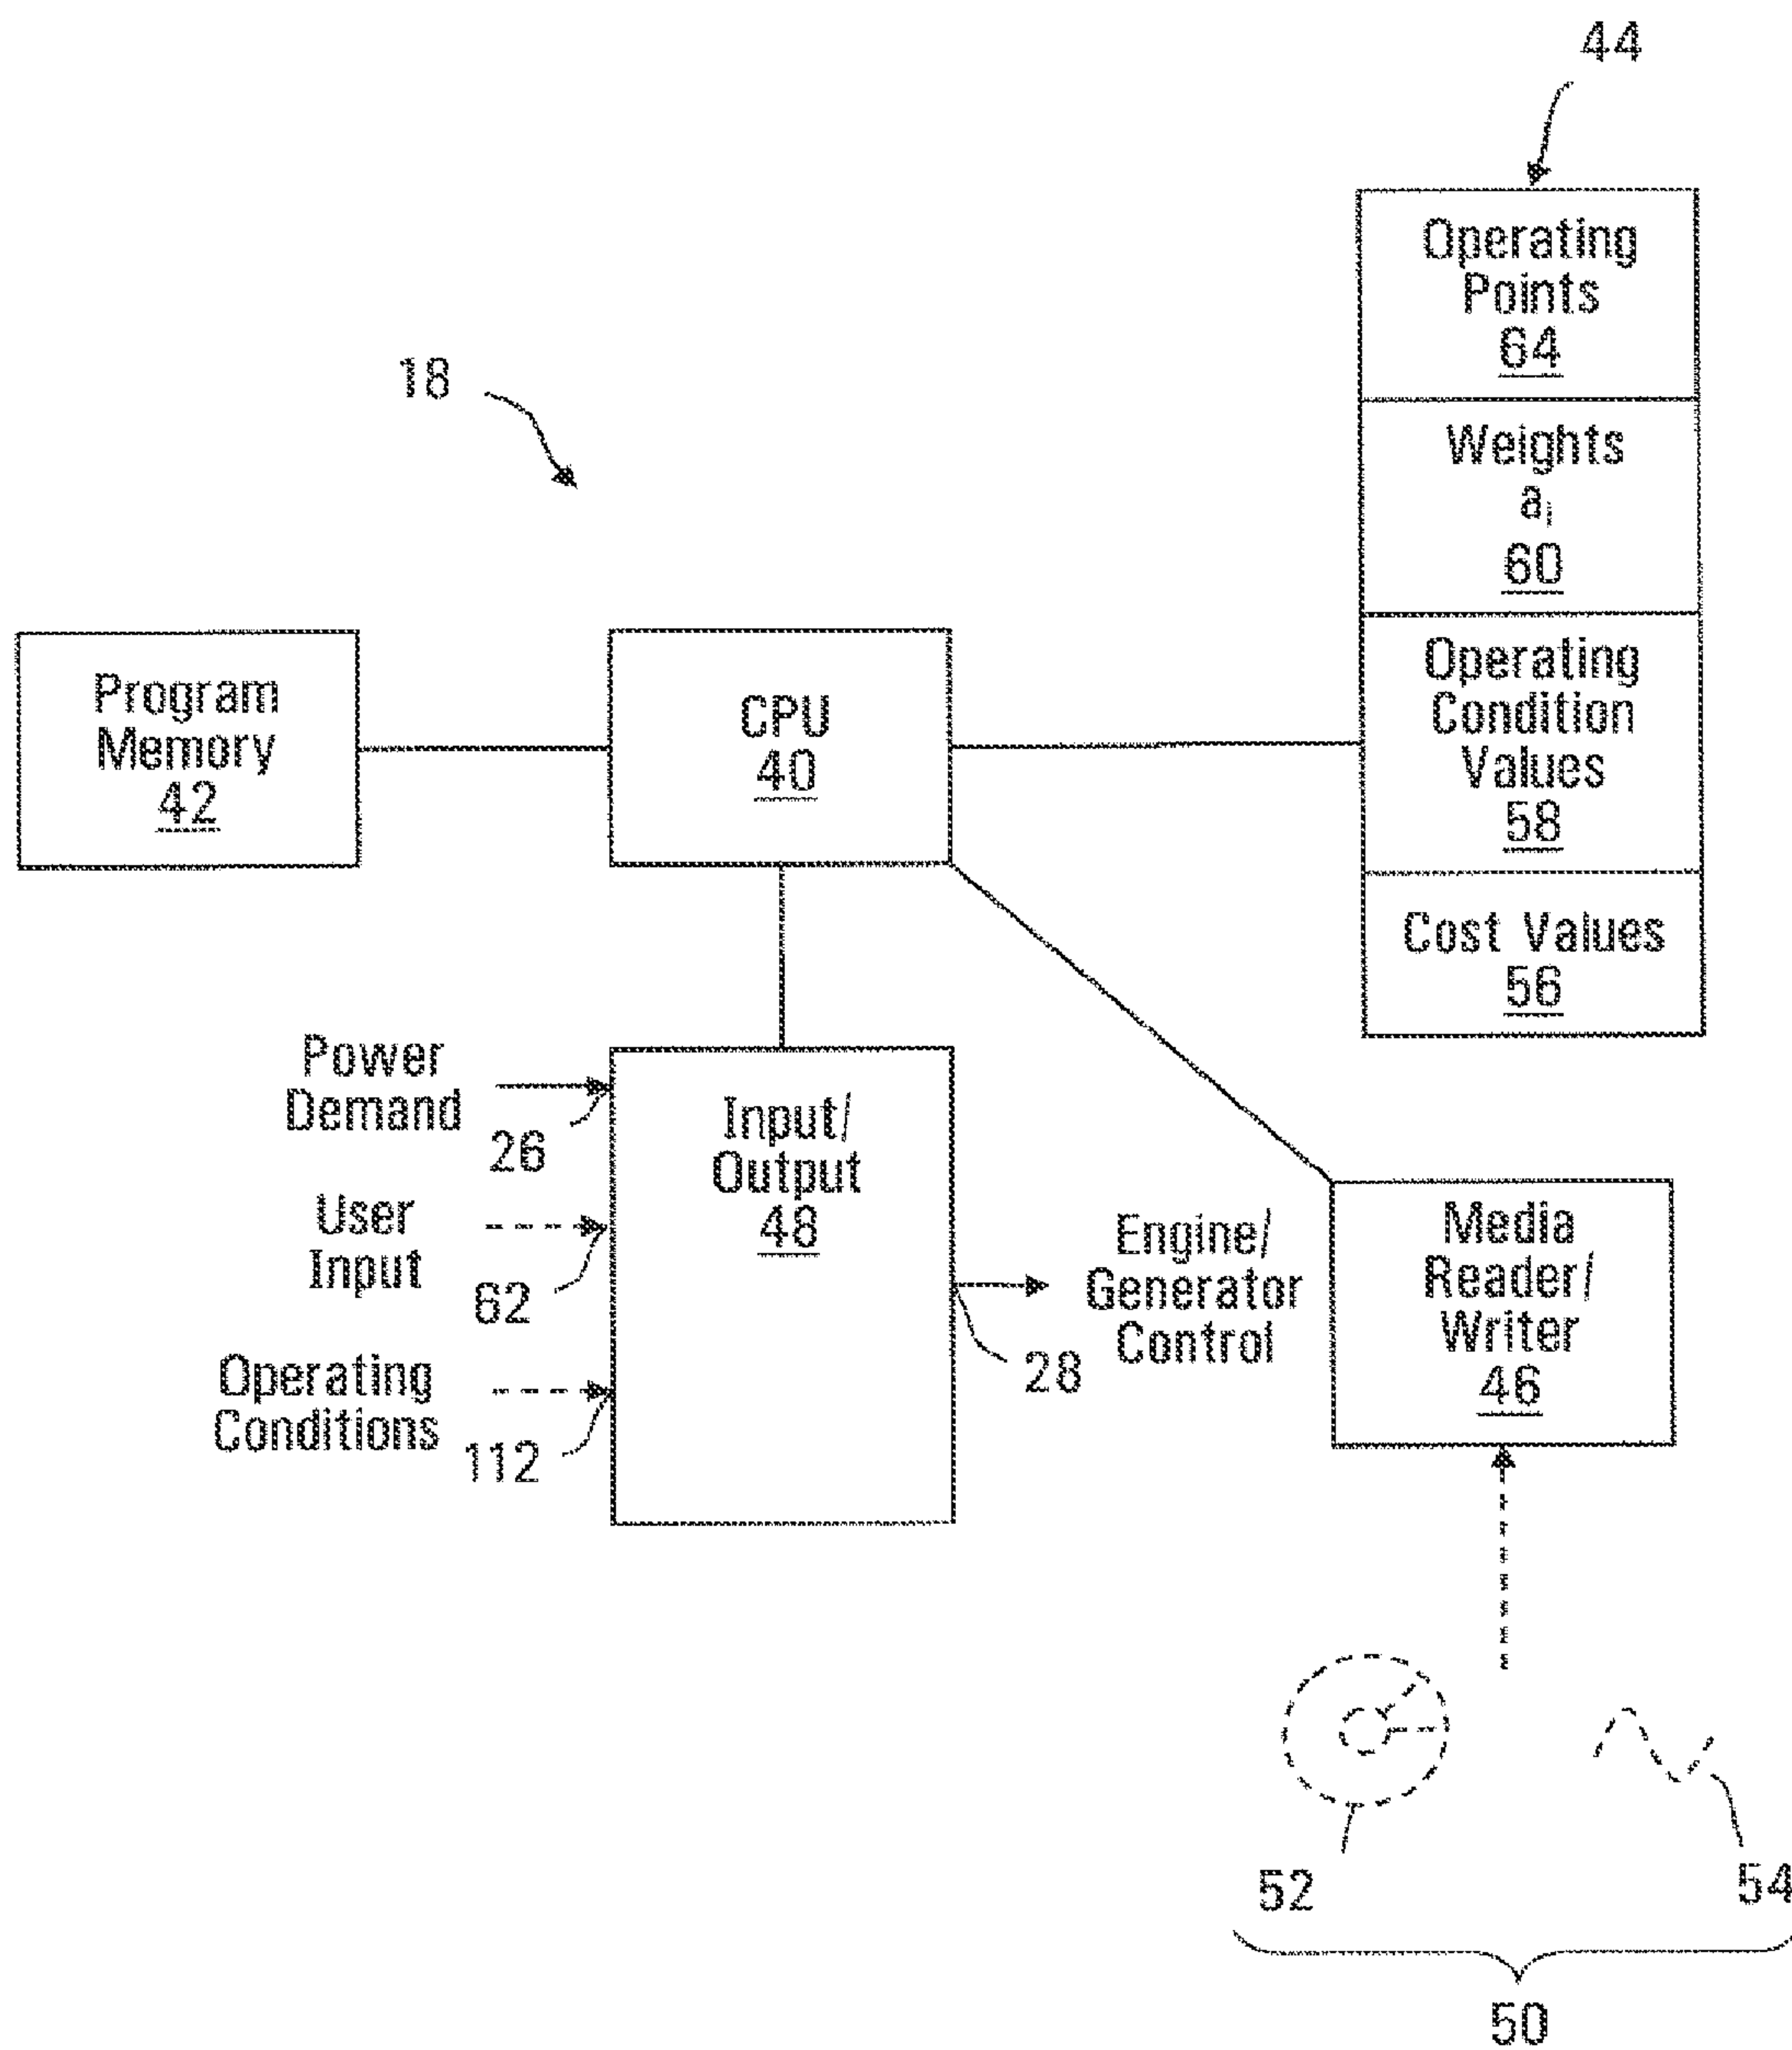 44
Operating
Points
64
18
Weights
aᵢ
60
Program
Memory
42
CPU
40
Operating
Condition
Values
58
Cost Values
56
Power
Demand
26
Input/
Output
48
User
Input
62
Engine/
Generator
Control
28
Media
Reader/
Writer
46
Operating
Conditions
112
52
54
50